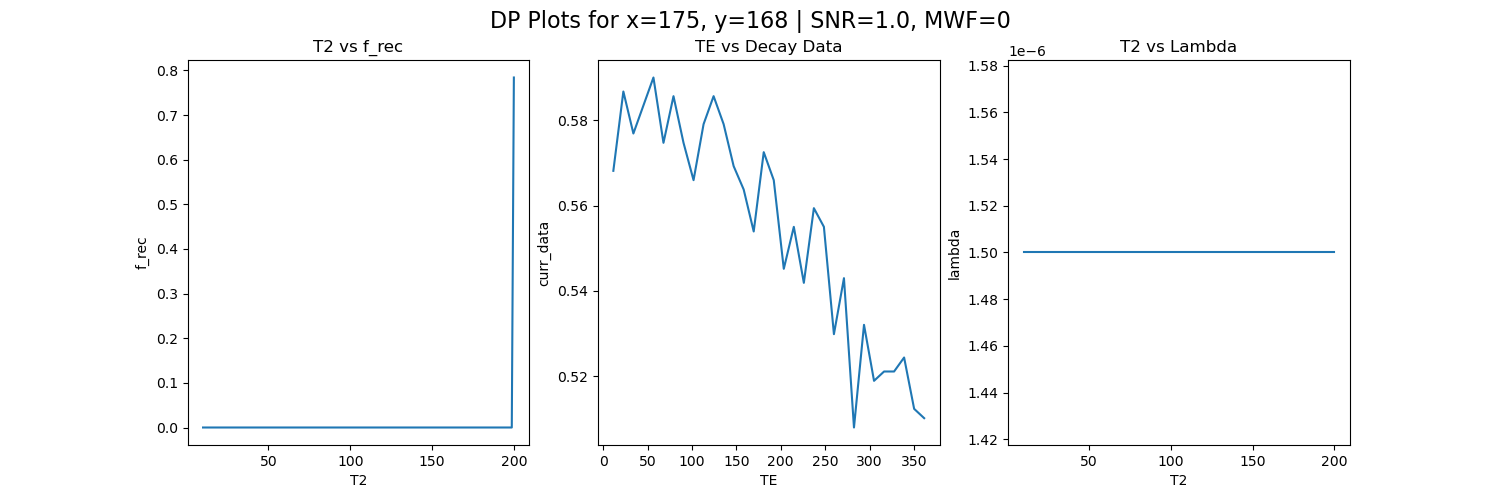 DP Plots for x=175, y=168 | SNR=1.0, MWF=0
T2 vs f_rec
0.8
0.7
0.6
0.5
0.4
0.3
0.2
0.1
0.0
f_rec
50 100 150 200
T2
TE vs Decay Data
0.58
0.56
0.54
0.52
curr_data
0 50 100 150 200 250 300 350
TE
T2 vs Lambda
1e−6
1.58
1.56
1.54
1.52
1.50
1.48
1.46
1.44
1.42
lambda
50 100 150 200
T2